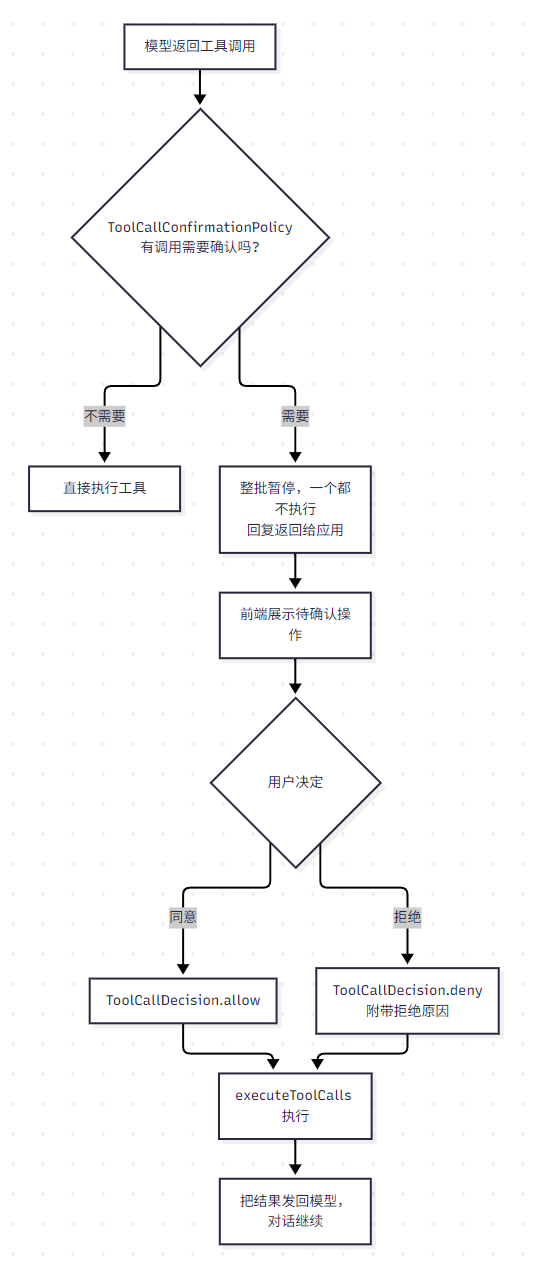 模型返回工具调用
ToolCallConfirmationPolicy
有调用需要确认吗?
不需要
需要
直接执行工具
整批暂停，一个都
不执行
回复返回给应用
前端展示待确认操
作
用户决定
同意
拒绝
ToolCallDecision.allow
ToolCallDecision.deny
附带拒绝原因
executeToolCalls
执行
把结果发回模型，
对话继续